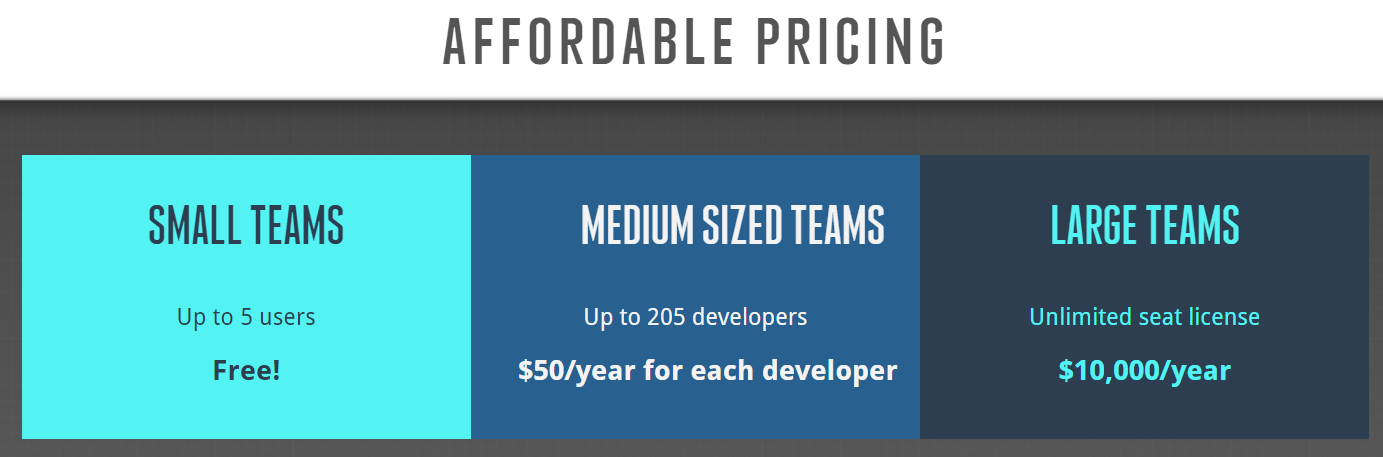 AFFORDABLE PRICING
SMALL TEAMS
Up to 5 users
Free!
MEDIUM SIZED TEAMS
Up to 205 developers
$50/year for each developer
LARGE TEAMS
Unlimited seat license
$10,000/year